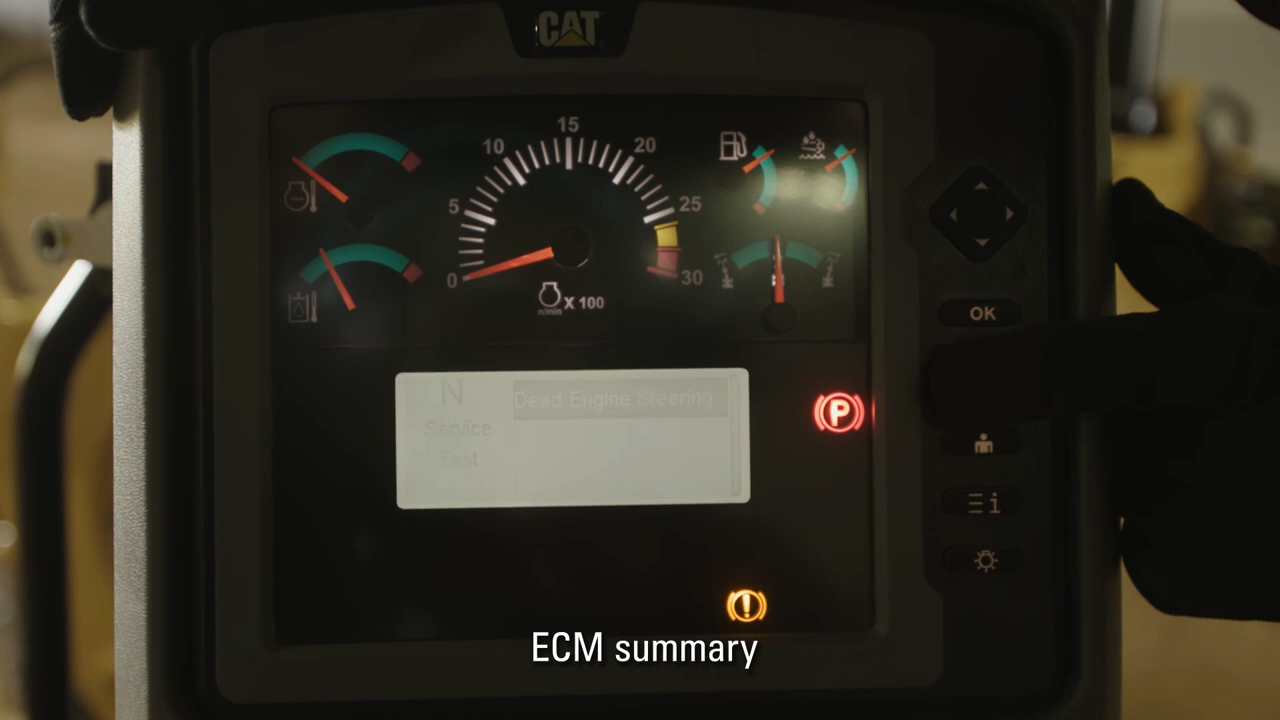 CAT
15
10
20
5
25
0
30
n/min
X 100
P
OK
N
Dead Engine Steering
Service
Test
i
!
ECM summary